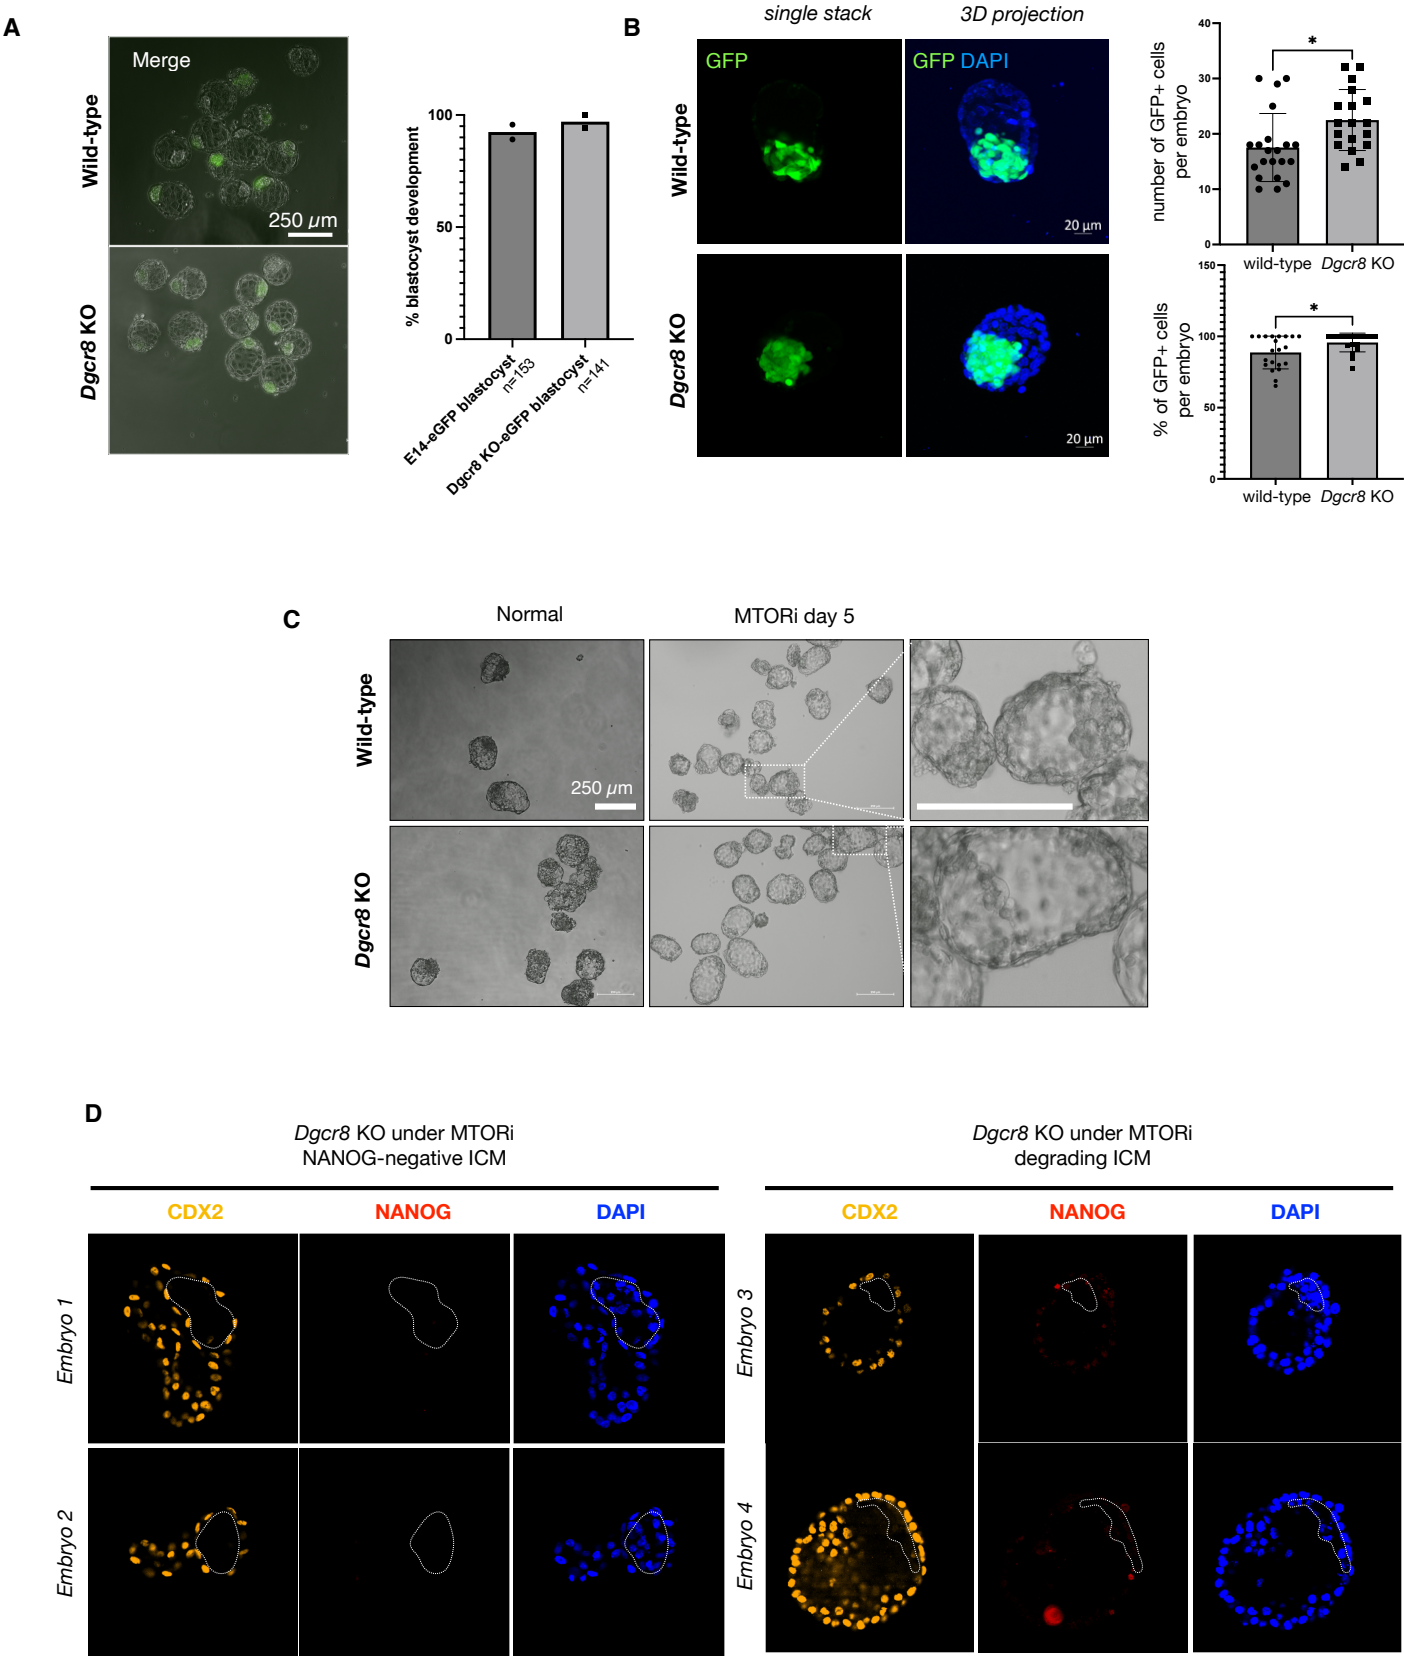 A
Merge
Wild-type
250 µm
Dgcr8 KO
% blastocyst development
100
50
0
E14-eGFP blastocyst
n=153
Dgcr8 KO-eGFP blastocyst
n=141
B
single stack
3D projection
GFP
GFP DAPI
Wild-type
20 µm
Dgcr8 KO
20 µm
number of GFP+ cells
per embryo
40
30
20
10
0
*
wild-type
Dgcr8 KO
% of GFP+ cells
per embryo
150
100
50
0
*
wild-type
Dgcr8 KO
C
Normal
MTORi day 5
Wild-type
250 µm
Dgcr8 KO
D
Dgcr8 KO under MTORi
NANOG-negative ICM
CDX2
NANOG
DAPI
Embryo 1
Embryo 2
Dgcr8 KO under MTORi
degrading ICM
CDX2
NANOG
DAPI
Embryo 3
Embryo 4